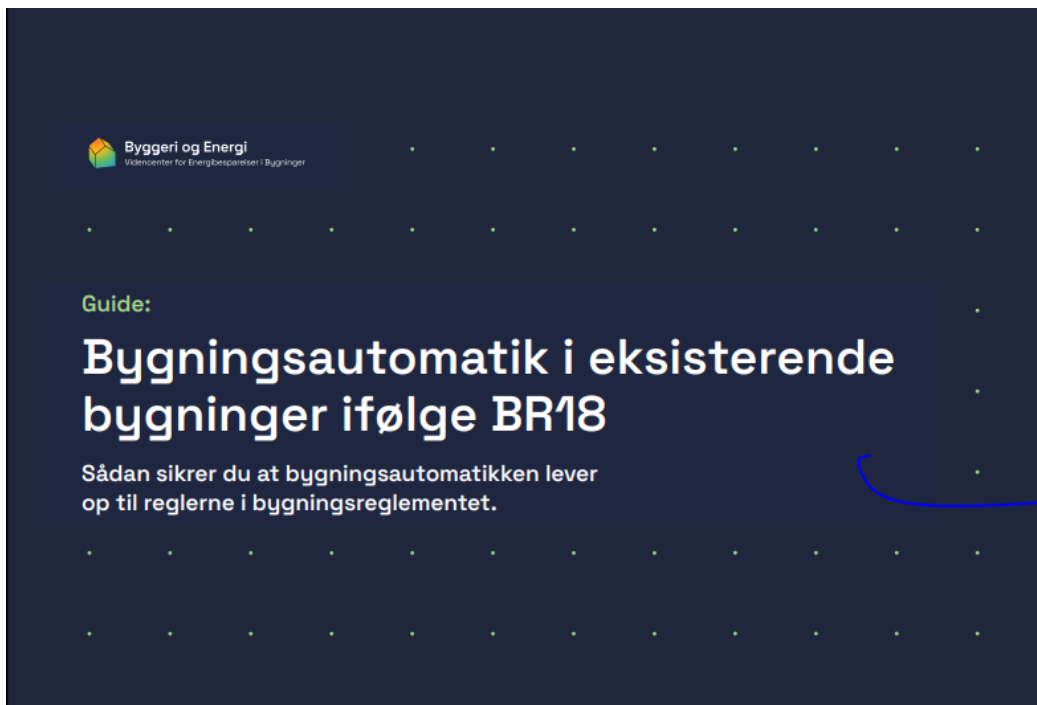 Byggeri og Energi
Videncenter for Energibesparelser i Bygninger
Guide:
Bygningsautomatik i eksisterende
bygninger ifølge BR18
Sådan sikrer du at bygningsautomatikken lever
op til reglerne i bygningsreglementet.